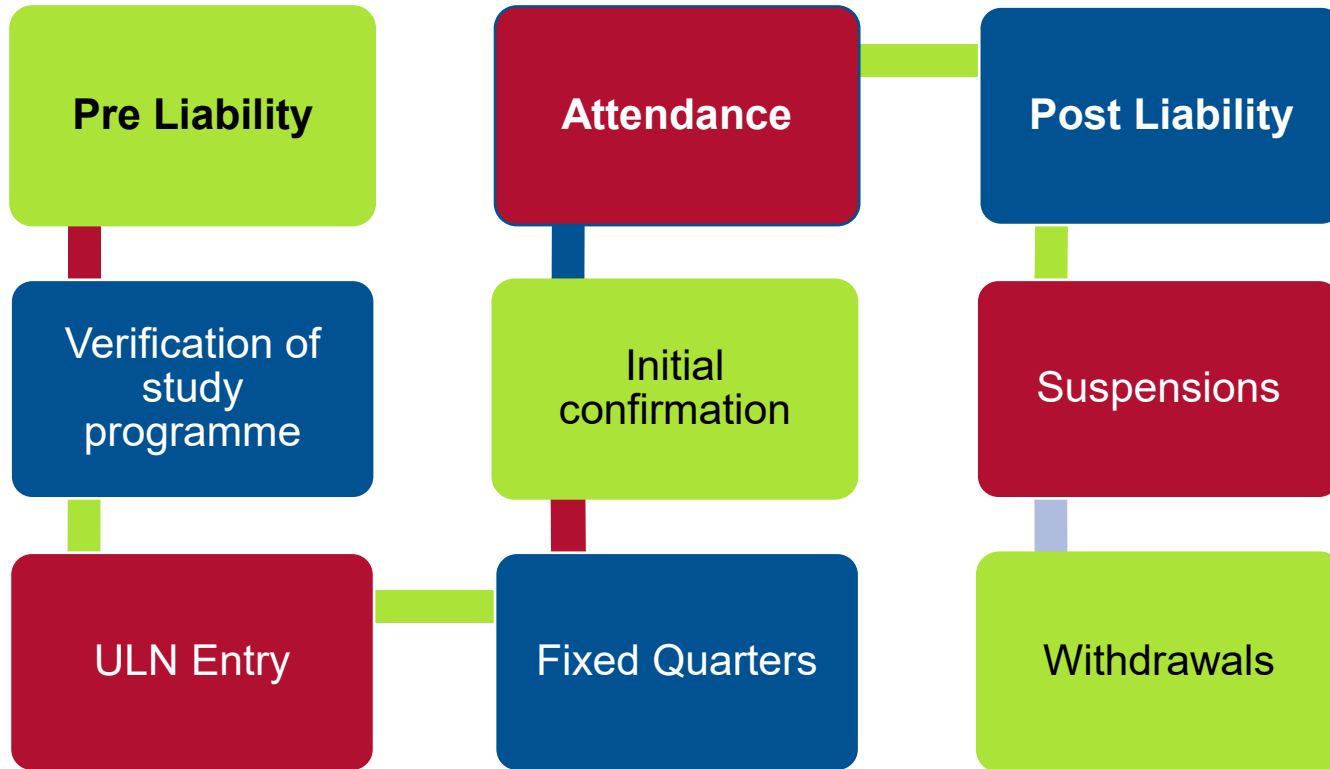 Pre Liability
Verification of
study
programme
ULN Entry
Fixed Quarters
Initial
confirmation
Attendance
Post Liability
Suspensions
Withdrawals